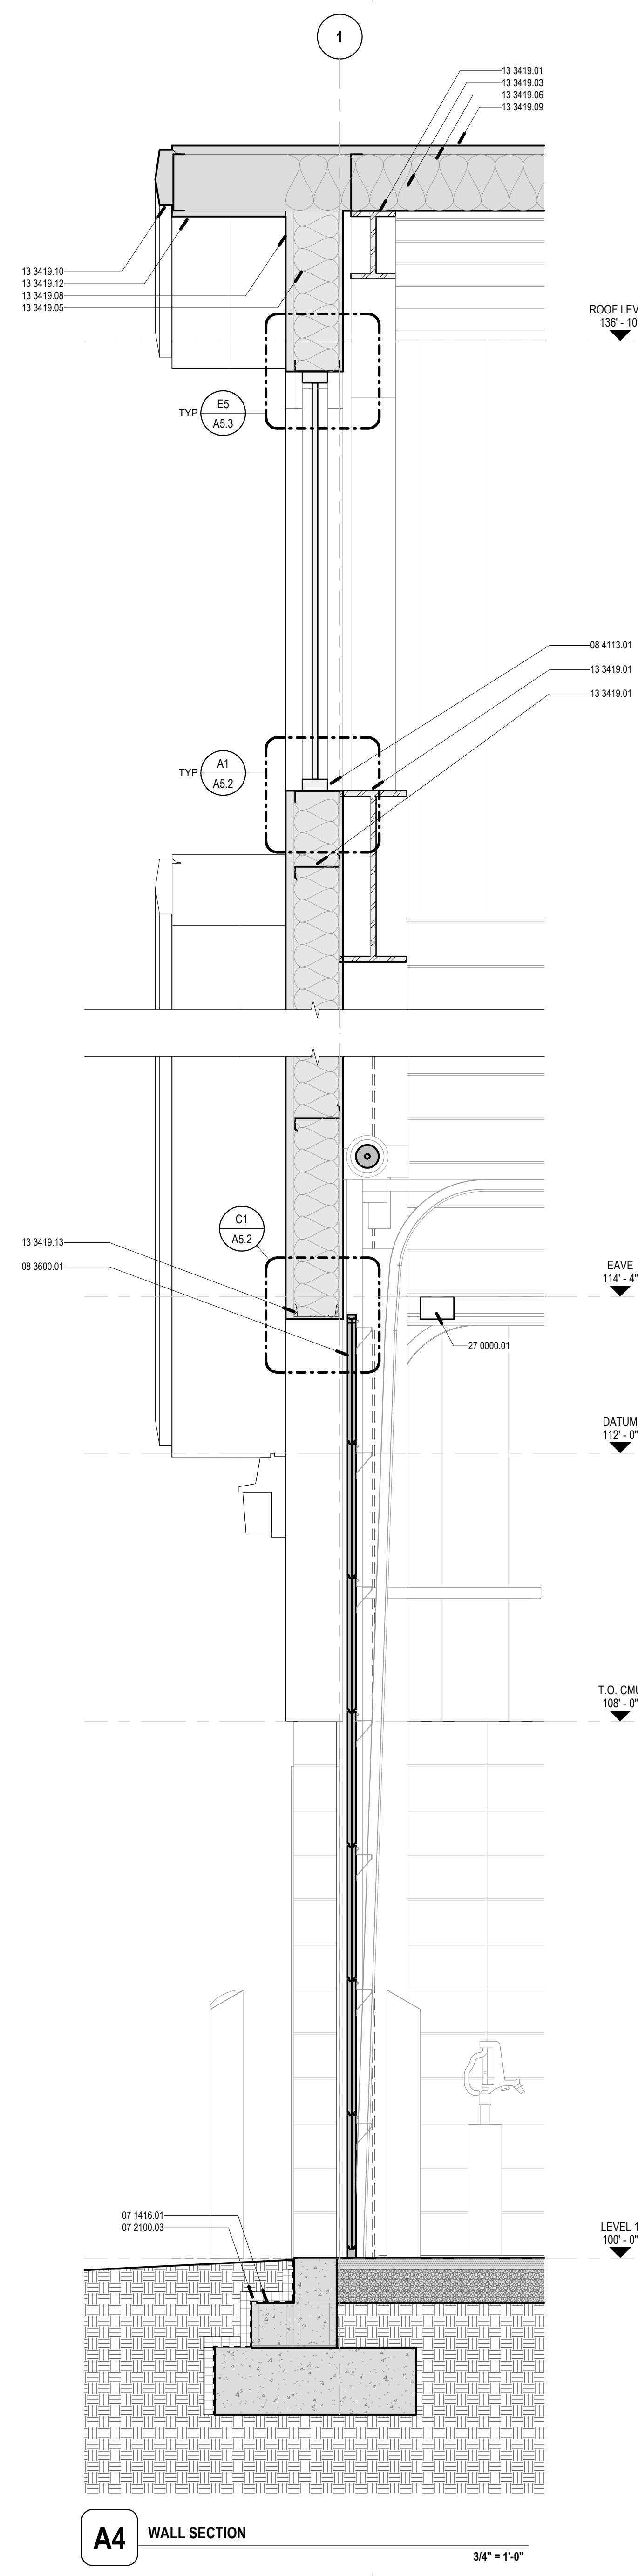 1
13 3419.01
13 3419.03
13 3419.06
13 3419.09
13 3419.10
13 3419.12
13 3419.08
13 3419.05
ROOF LEV
136' - 10"
TYP
E5
A5.3
08 4113.01
13 3419.01
13 3419.01
TYP
A1
A5.2
C1
A5.2
13 3419.13
08 3600.01
EAVE
114' - 4"
27 0000.01
DATUM
112' - 0"
T.O. CMU
108' - 0"
07 1416.01
07 2100.03
LEVEL 1
100' - 0"
A4
WALL SECTION
3/4" = 1'-0"